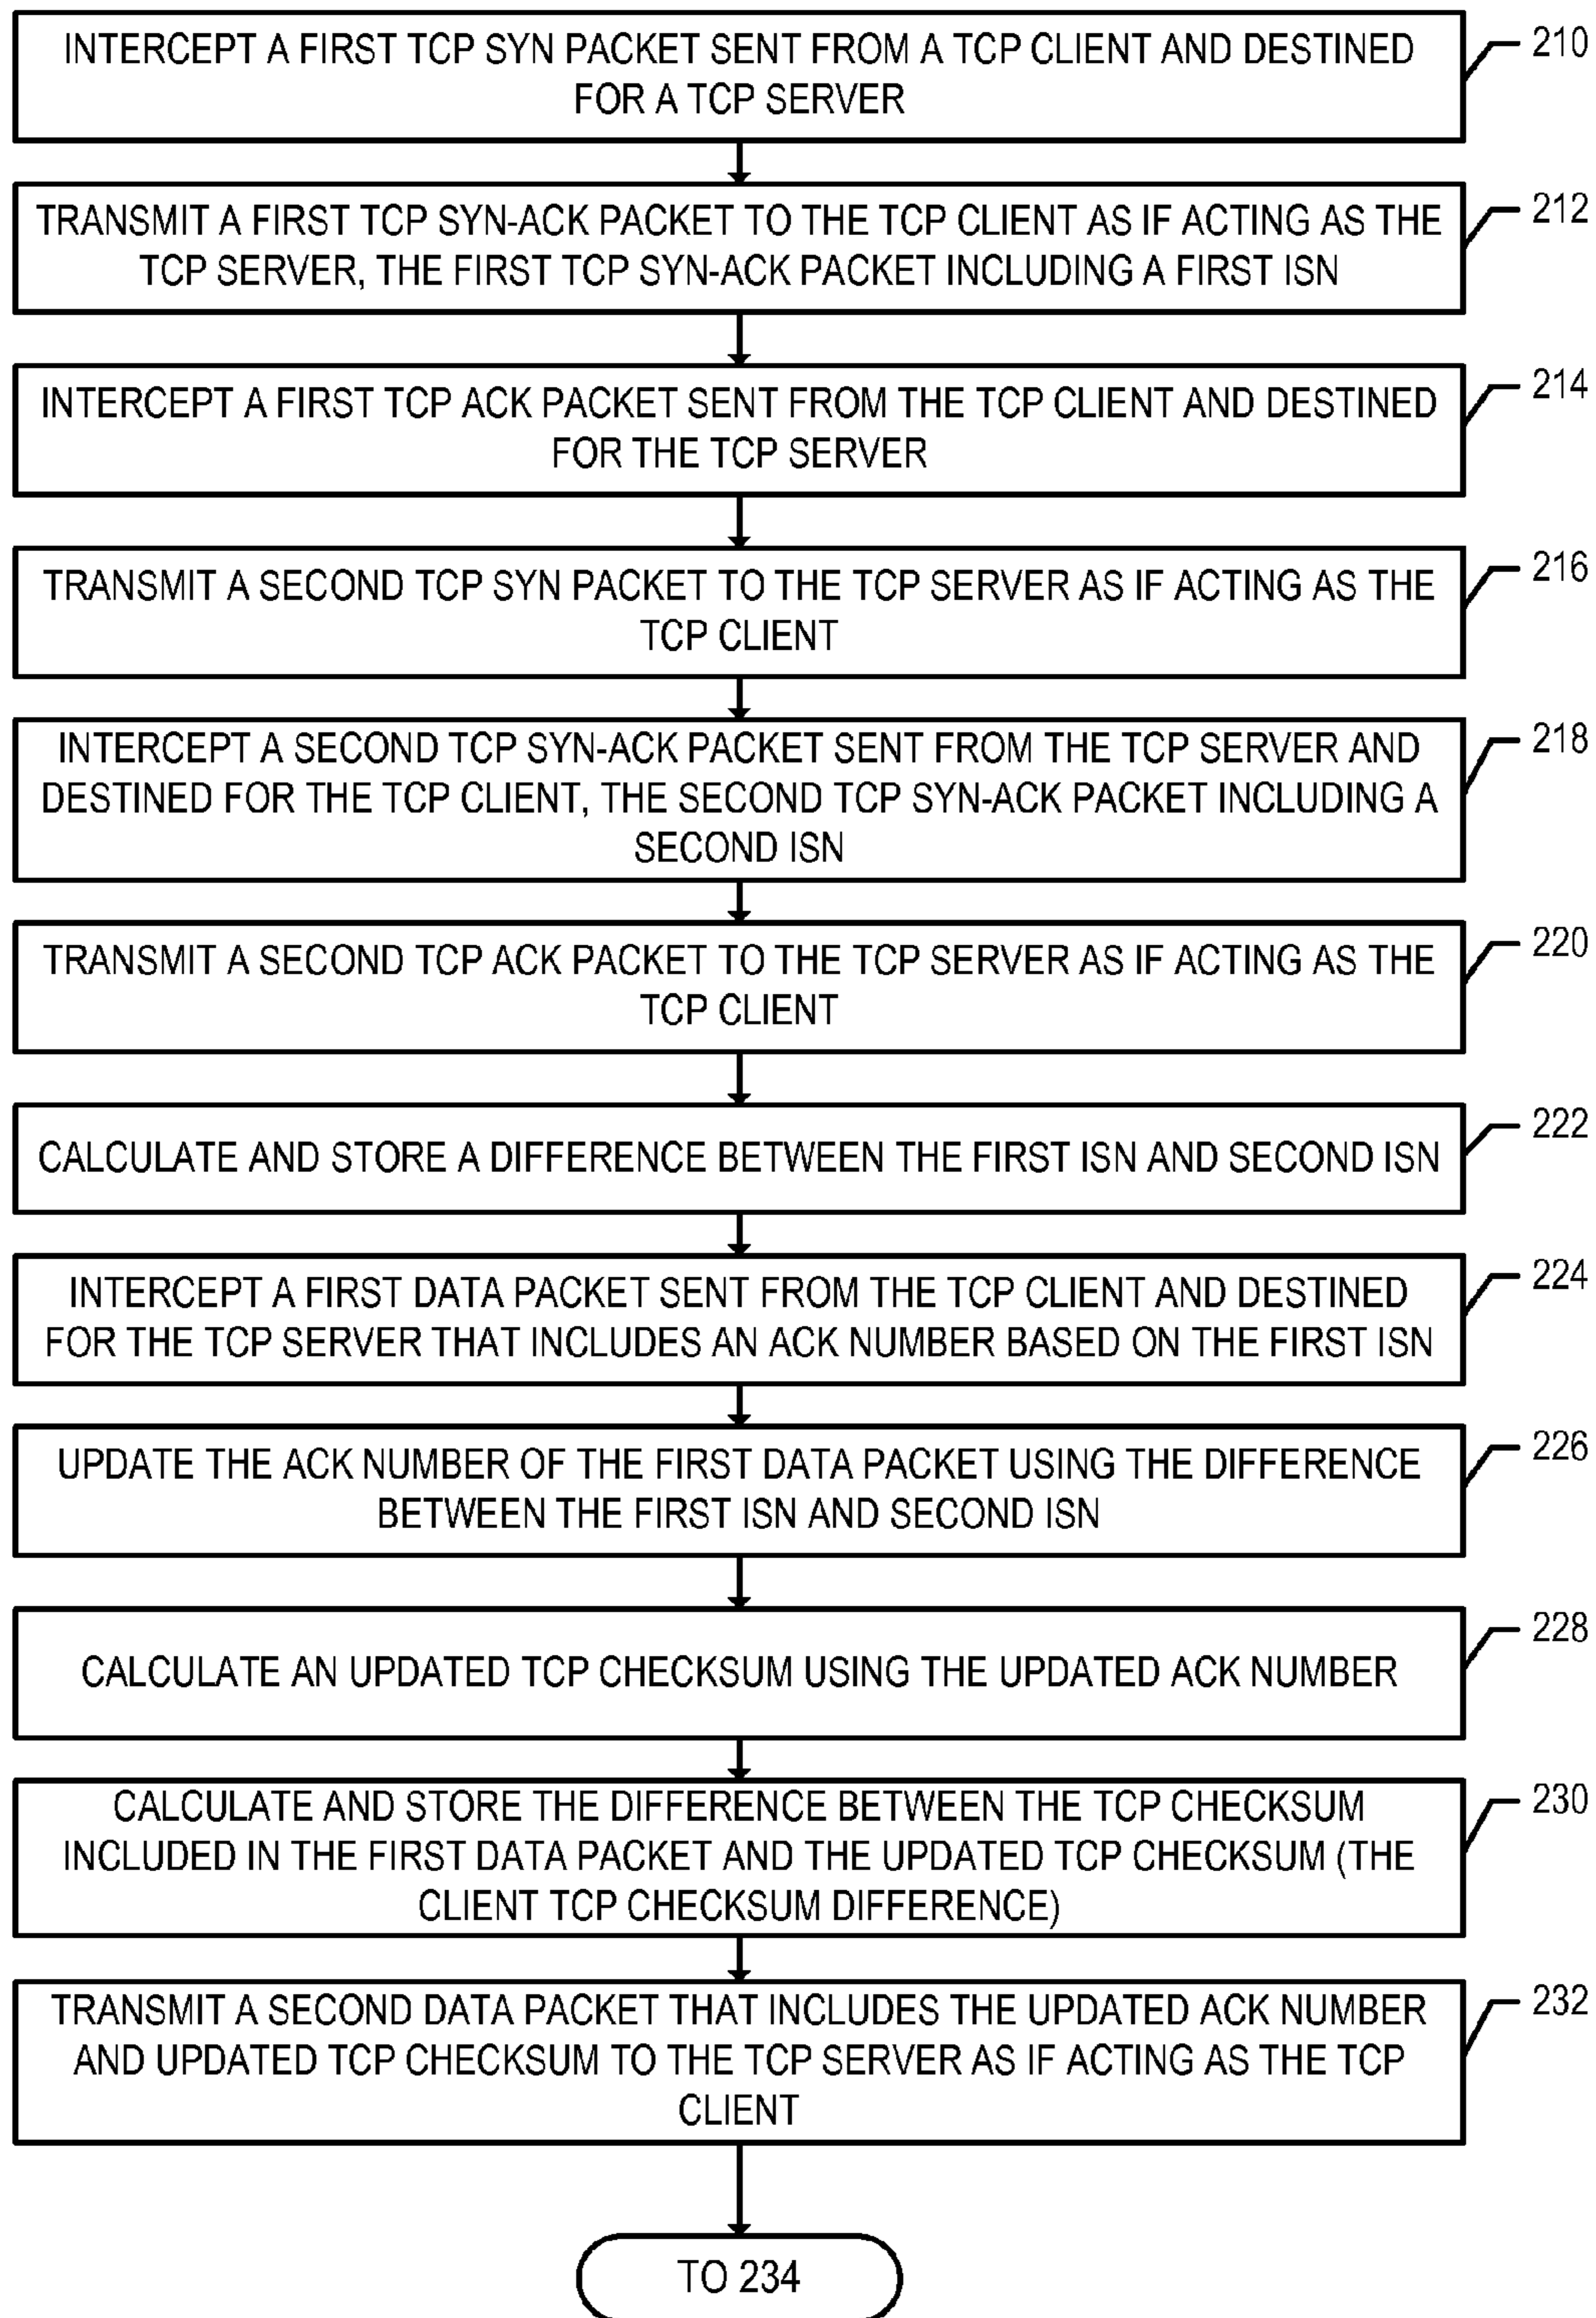 INTERCEPT A FIRST TCP SYN PACKET SENT FROM A TCP CLIENT AND DESTINED
FOR A TCP SERVER
210
TRANSMIT A FIRST TCP SYN-ACK PACKET TO THE TCP CLIENT AS IF ACTING AS THE
TCP SERVER, THE FIRST TCP SYN-ACK PACKET INCLUDING A FIRST ISN
212
INTERCEPT A FIRST TCP ACK PACKET SENT FROM THE TCP CLIENT AND DESTINED
FOR THE TCP SERVER
214
TRANSMIT A SECOND TCP SYN PACKET TO THE TCP SERVER AS IF ACTING AS THE
TCP CLIENT
216
INTERCEPT A SECOND TCP SYN-ACK PACKET SENT FROM THE TCP SERVER AND
DESTINED FOR THE TCP CLIENT, THE SECOND TCP SYN-ACK PACKET INCLUDING A
SECOND ISN
218
TRANSMIT A SECOND TCP ACK PACKET TO THE TCP SERVER AS IF ACTING AS THE
TCP CLIENT
220
CALCULATE AND STORE A DIFFERENCE BETWEEN THE FIRST ISN AND SECOND ISN
222
INTERCEPT A FIRST DATA PACKET SENT FROM THE TCP CLIENT AND DESTINED
FOR THE TCP SERVER THAT INCLUDES AN ACK NUMBER BASED ON THE FIRST ISN
224
UPDATE THE ACK NUMBER OF THE FIRST DATA PACKET USING THE DIFFERENCE
BETWEEN THE FIRST ISN AND SECOND ISN
226
CALCULATE AN UPDATED TCP CHECKSUM USING THE UPDATED ACK NUMBER
228
CALCULATE AND STORE THE DIFFERENCE BETWEEN THE TCP CHECKSUM
INCLUDED IN THE FIRST DATA PACKET AND THE UPDATED TCP CHECKSUM (THE
CLIENT TCP CHECKSUM DIFFERENCE)
230
TRANSMIT A SECOND DATA PACKET THAT INCLUDES THE UPDATED ACK NUMBER
AND UPDATED TCP CHECKSUM TO THE TCP SERVER AS IF ACTING AS THE TCP
CLIENT
232
TO 234